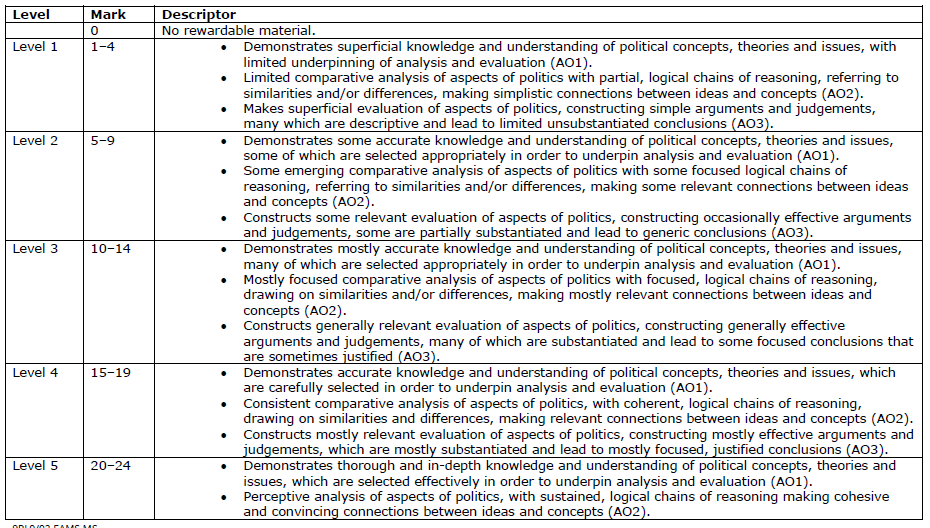 Level Mark Descriptor
0 No rewardable material.
Level 1 1–4 • Demonstrates superficial knowledge and understanding of political concepts, theories and issues, with
limited underpinning of analysis and evaluation (AO1).
• Limited comparative analysis of aspects of politics with partial, logical chains of reasoning, referring to
similarities and/or differences, making simplistic connections between ideas and concepts (AO2).
• Makes superficial evaluation of aspects of politics, constructing simple arguments and judgements,
many which are descriptive and lead to limited unsubstantiated conclusions (AO3).
Level 2 5–9 • Demonstrates some accurate knowledge and understanding of political concepts, theories and issues,
some of which are selected appropriately in order to underpin analysis and evaluation (AO1).
• Some emerging comparative analysis of aspects of politics with some focused logical chains of
reasoning, referring to similarities and/or differences, making some relevant connections between ideas
and concepts (AO2).
• Constructs some relevant evaluation of aspects of politics, constructing occasionally effective arguments
and judgements, some are partially substantiated and lead to generic conclusions (AO3).
Level 3 10–14 • Demonstrates mostly accurate knowledge and understanding of political concepts, theories and issues,
many of which are selected appropriately in order to underpin analysis and evaluation (AO1).
• Mostly focused comparative analysis of aspects of politics with focused, logical chains of reasoning,
drawing on similarities and/or differences, making mostly relevant connections between ideas and
concepts (AO2).
• Constructs generally relevant evaluation of aspects of politics, constructing generally effective
arguments and judgements, many of which are substantiated and lead to some focused conclusions that
are sometimes justified (AO3).
Level 4 15–19 • Demonstrates accurate knowledge and understanding of political concepts, theories and issues, which
are carefully selected in order to underpin analysis and evaluation (AO1).
• Consistent comparative analysis of aspects of politics, with coherent, logical chains of reasoning,
drawing on similarities and differences, making relevant connections between ideas and concepts (AO2).
• Constructs mostly relevant evaluation of aspects of politics, constructing mostly effective arguments and
judgements, which are mostly substantiated and lead to mostly focused, justified conclusions (AO3).
Level 5 20–24 • Demonstrates thorough and in-depth knowledge and understanding of political concepts, theories and
issues, which are selected effectively in order to underpin analysis and evaluation (AO1).
• Perceptive analysis of aspects of politics, with sustained, logical chains of reasoning making cohesive
and convincing connections between ideas and concepts (AO2).